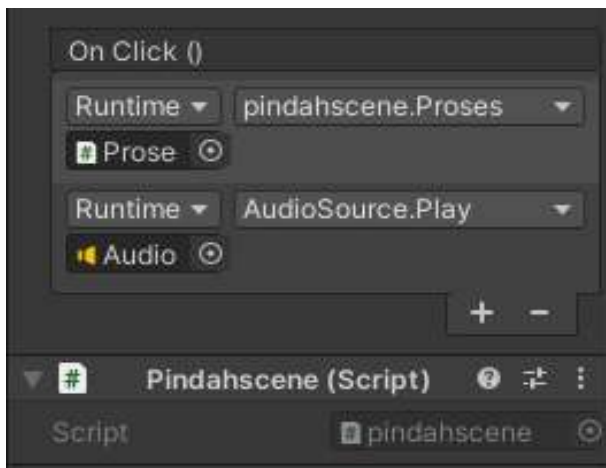 On Click ()
Runtime pindahscene.Proses
# Prose
Runtime AudioSource.Play
Audio
+ -
# Pindahscene (Script)
Script # pindahscene